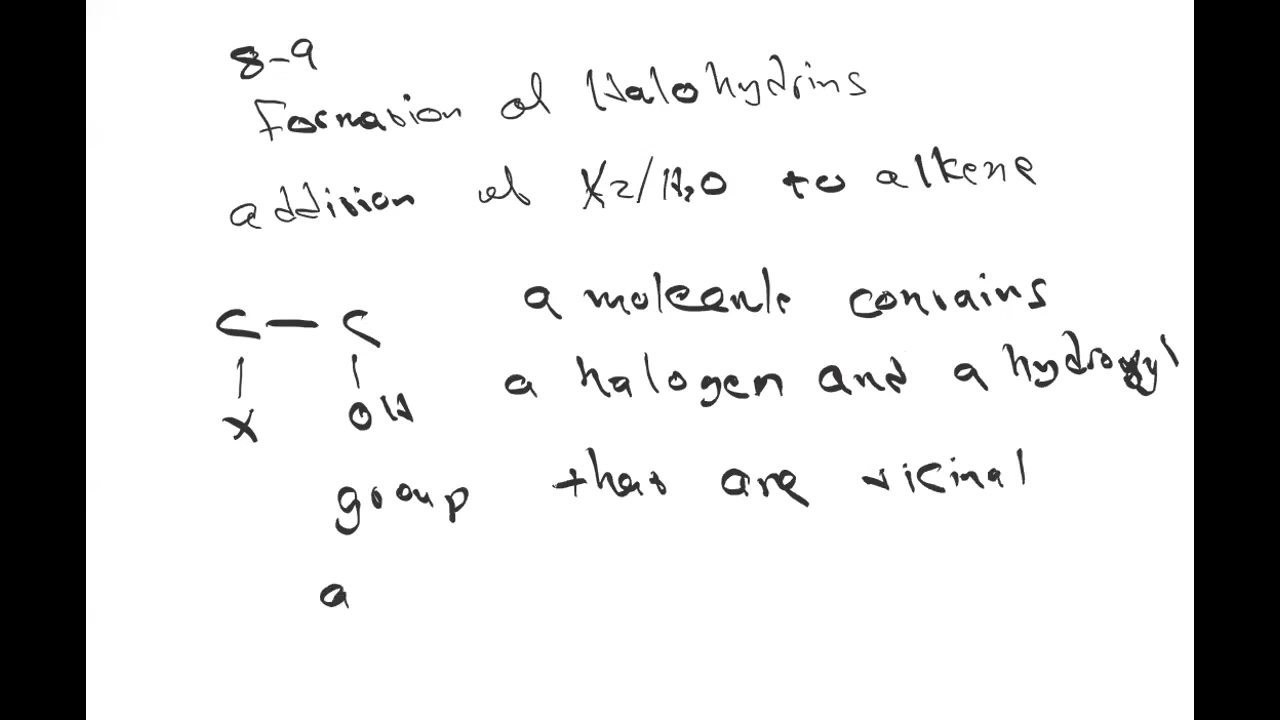 8-9
Formation of Halohydrins
addition of X2/H2O to alkene
C — C a molecule contains
X OH a halogen and a hydroxyl
group that are vicinal
a